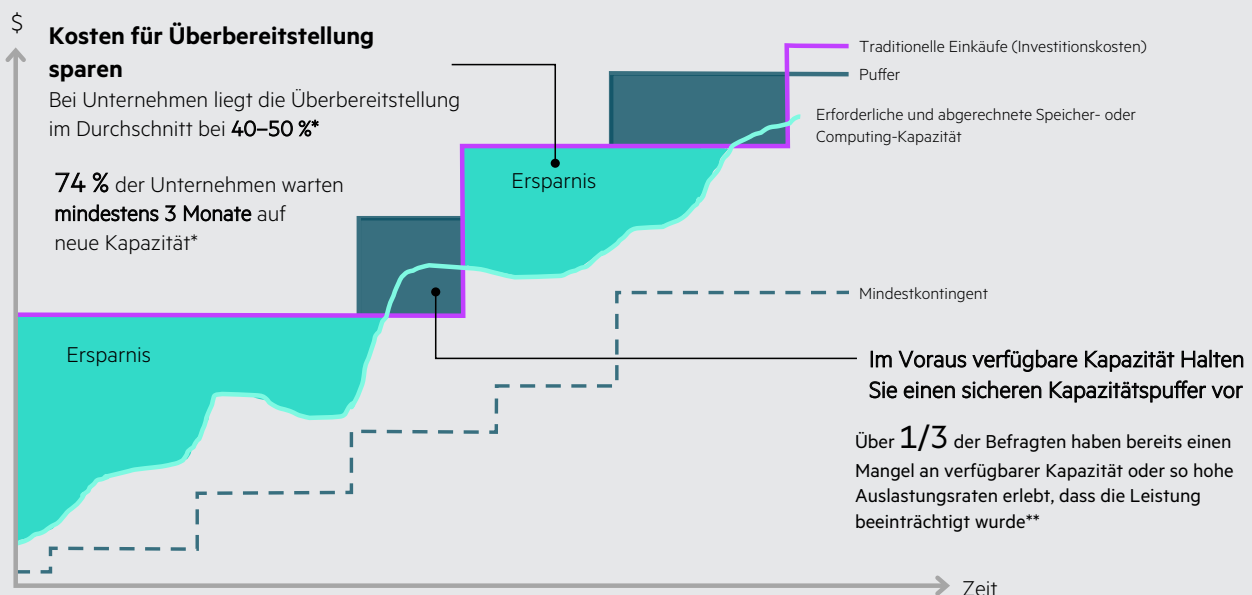 $
Kosten für Überbereitstellung
sparen
Bei Unternehmen liegt die Überbereitstellung
im Durchschnitt bei 40–50 %*
74 % der Unternehmen warten
mindestens 3 Monate auf
neue Kapazität*
Traditionelle Einkäufe (Investitionskosten)
Puffer
Erforderliche und abgerechnete Speicher- oder
Computing-Kapazität
Ersparnis
Ersparnis
Mindestkontingent
Im Voraus verfügbare Kapazität Halten
Sie einen sicheren Kapazitätspuffer vor
Über 1/3 der Befragten haben bereits einen
Mangel an verfügbarer Kapazität oder so hohe
Auslastungsraten erlebt, dass die Leistung
beeinträchtigt wurde**
Zeit